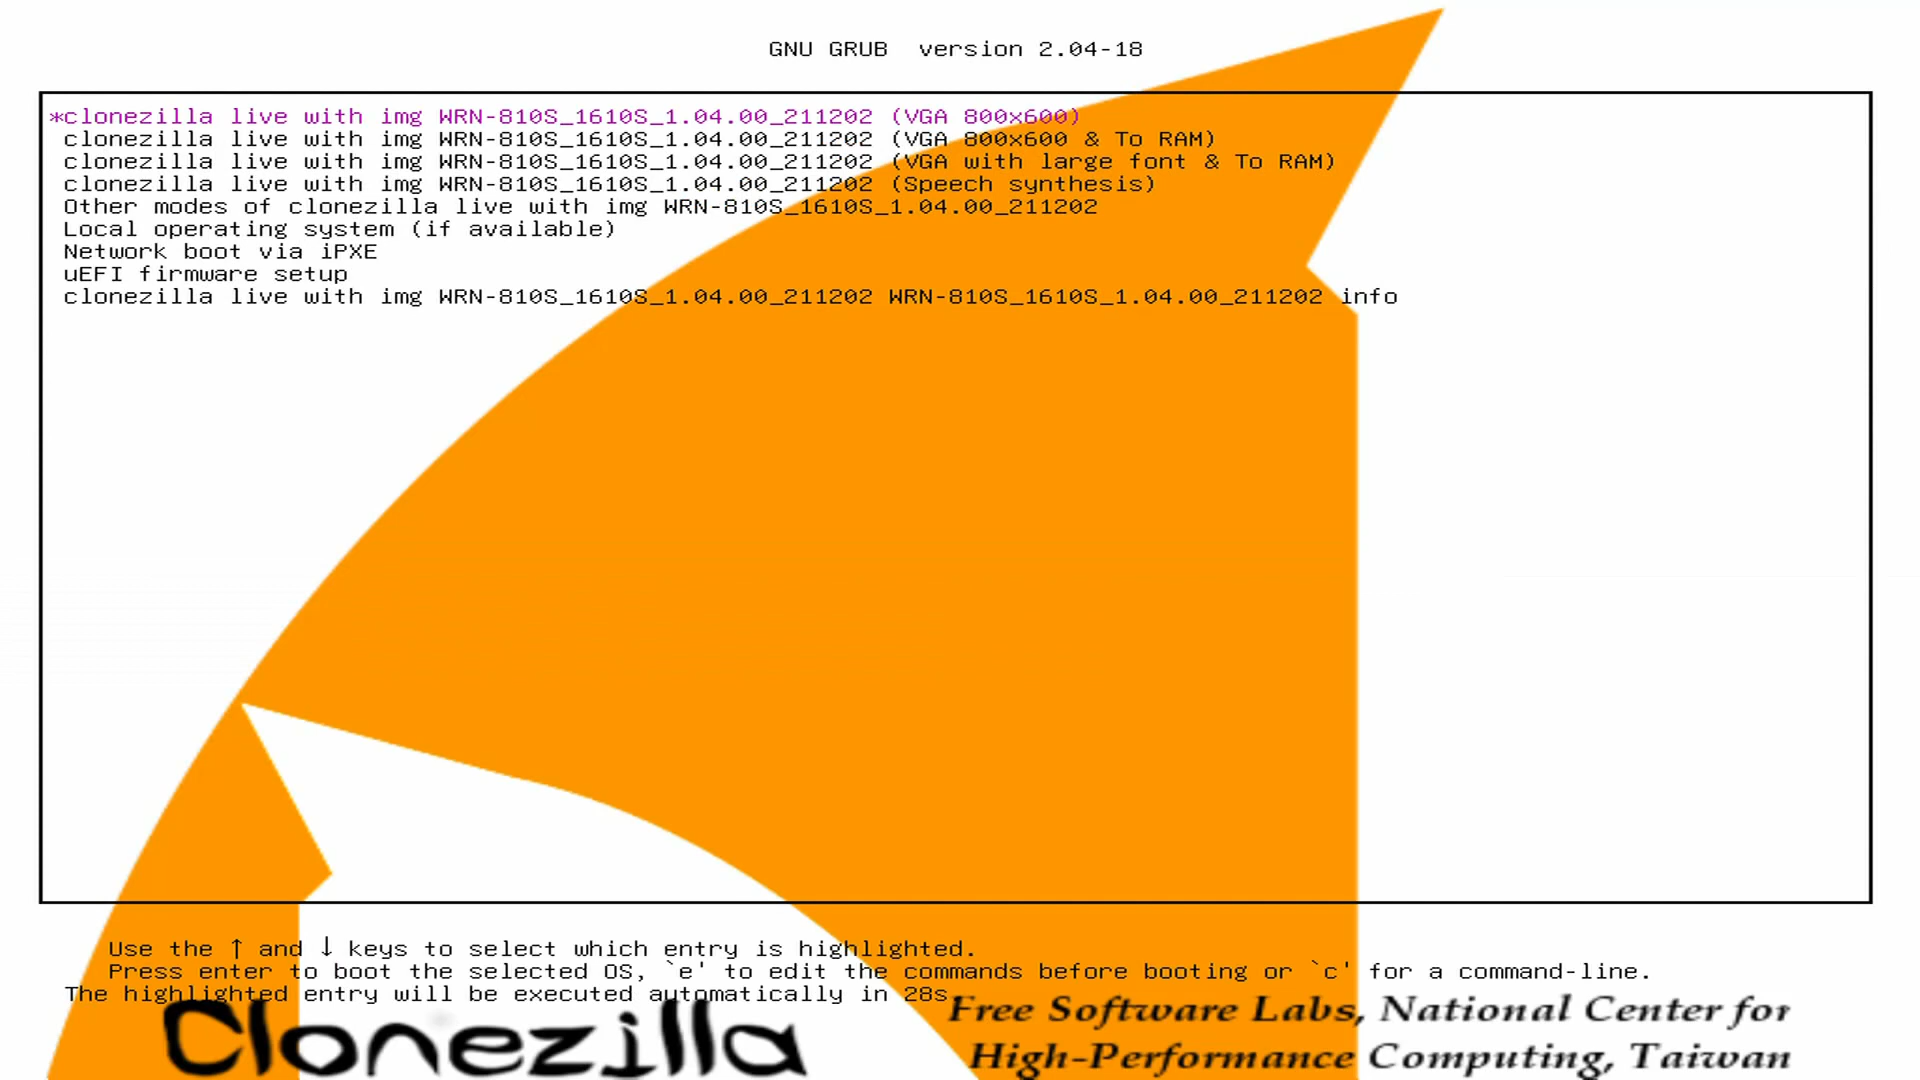 GNU GRUB  version 2.04-18
*clonezilla live with img WRN-810S_1610S_1.04.00_211202 (VGA 800x600)
clonezilla live with img WRN-810S_1610S_1.04.00_211202 (VGA 800x600 & To RAM)
clonezilla live with img WRN-810S_1610S_1.04.00_211202 (VGA with large font & To RAM)
clonezilla live with img WRN-810S_1610S_1.04.00_211202 (Speech synthesis)
Other modes of clonezilla live with img WRN-810S_1610S_1.04.00_211202
Local operating system (if available)
Network boot via iPXE
uEFI firmware setup
clonezilla live with img WRN-810S_1610S_1.04.00_211202 WRN-810S_1610S_1.04.00_211202 info
Use the ↑ and ↓ keys to select which entry is highlighted.
Press enter to boot the selected OS, `e' to edit the commands before booting or `c' for a command-line.
The highlighted entry will be executed automatically in 28s.
Clonezilla
Free Software Labs, National Center for
High-Performance Computing, Taiwan